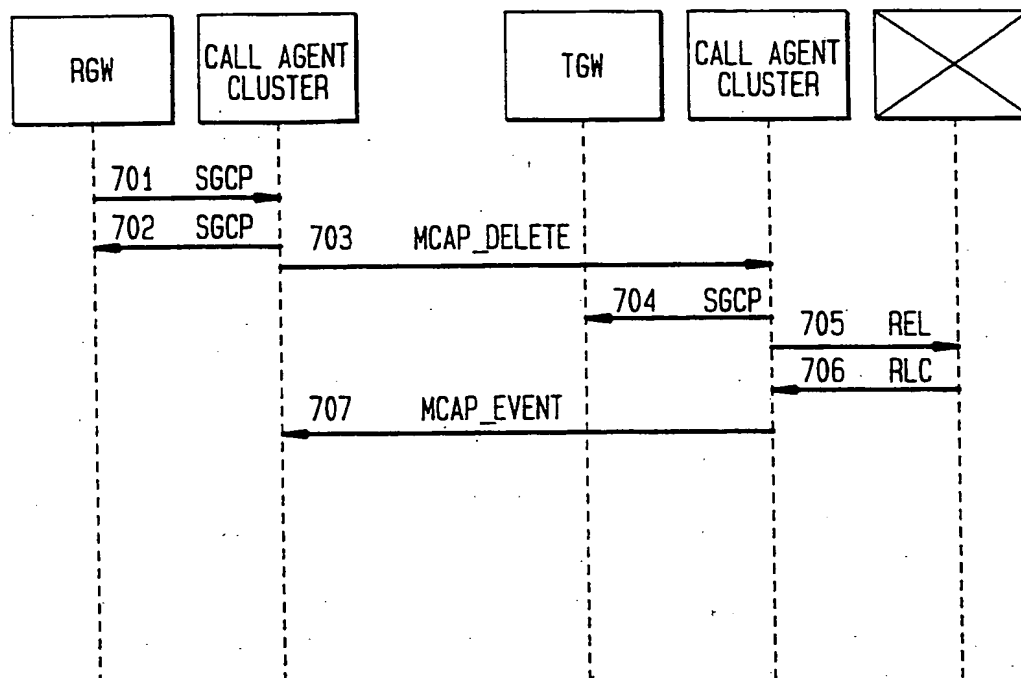 RGW
CALL AGENT
CLUSTER
TGW
CALL AGENT
CLUSTER
701 SGCP
702 SGCP
703 MCAP_DELETE
704 SGCP
705 REL
706 RLC
707 MCAP_EVENT